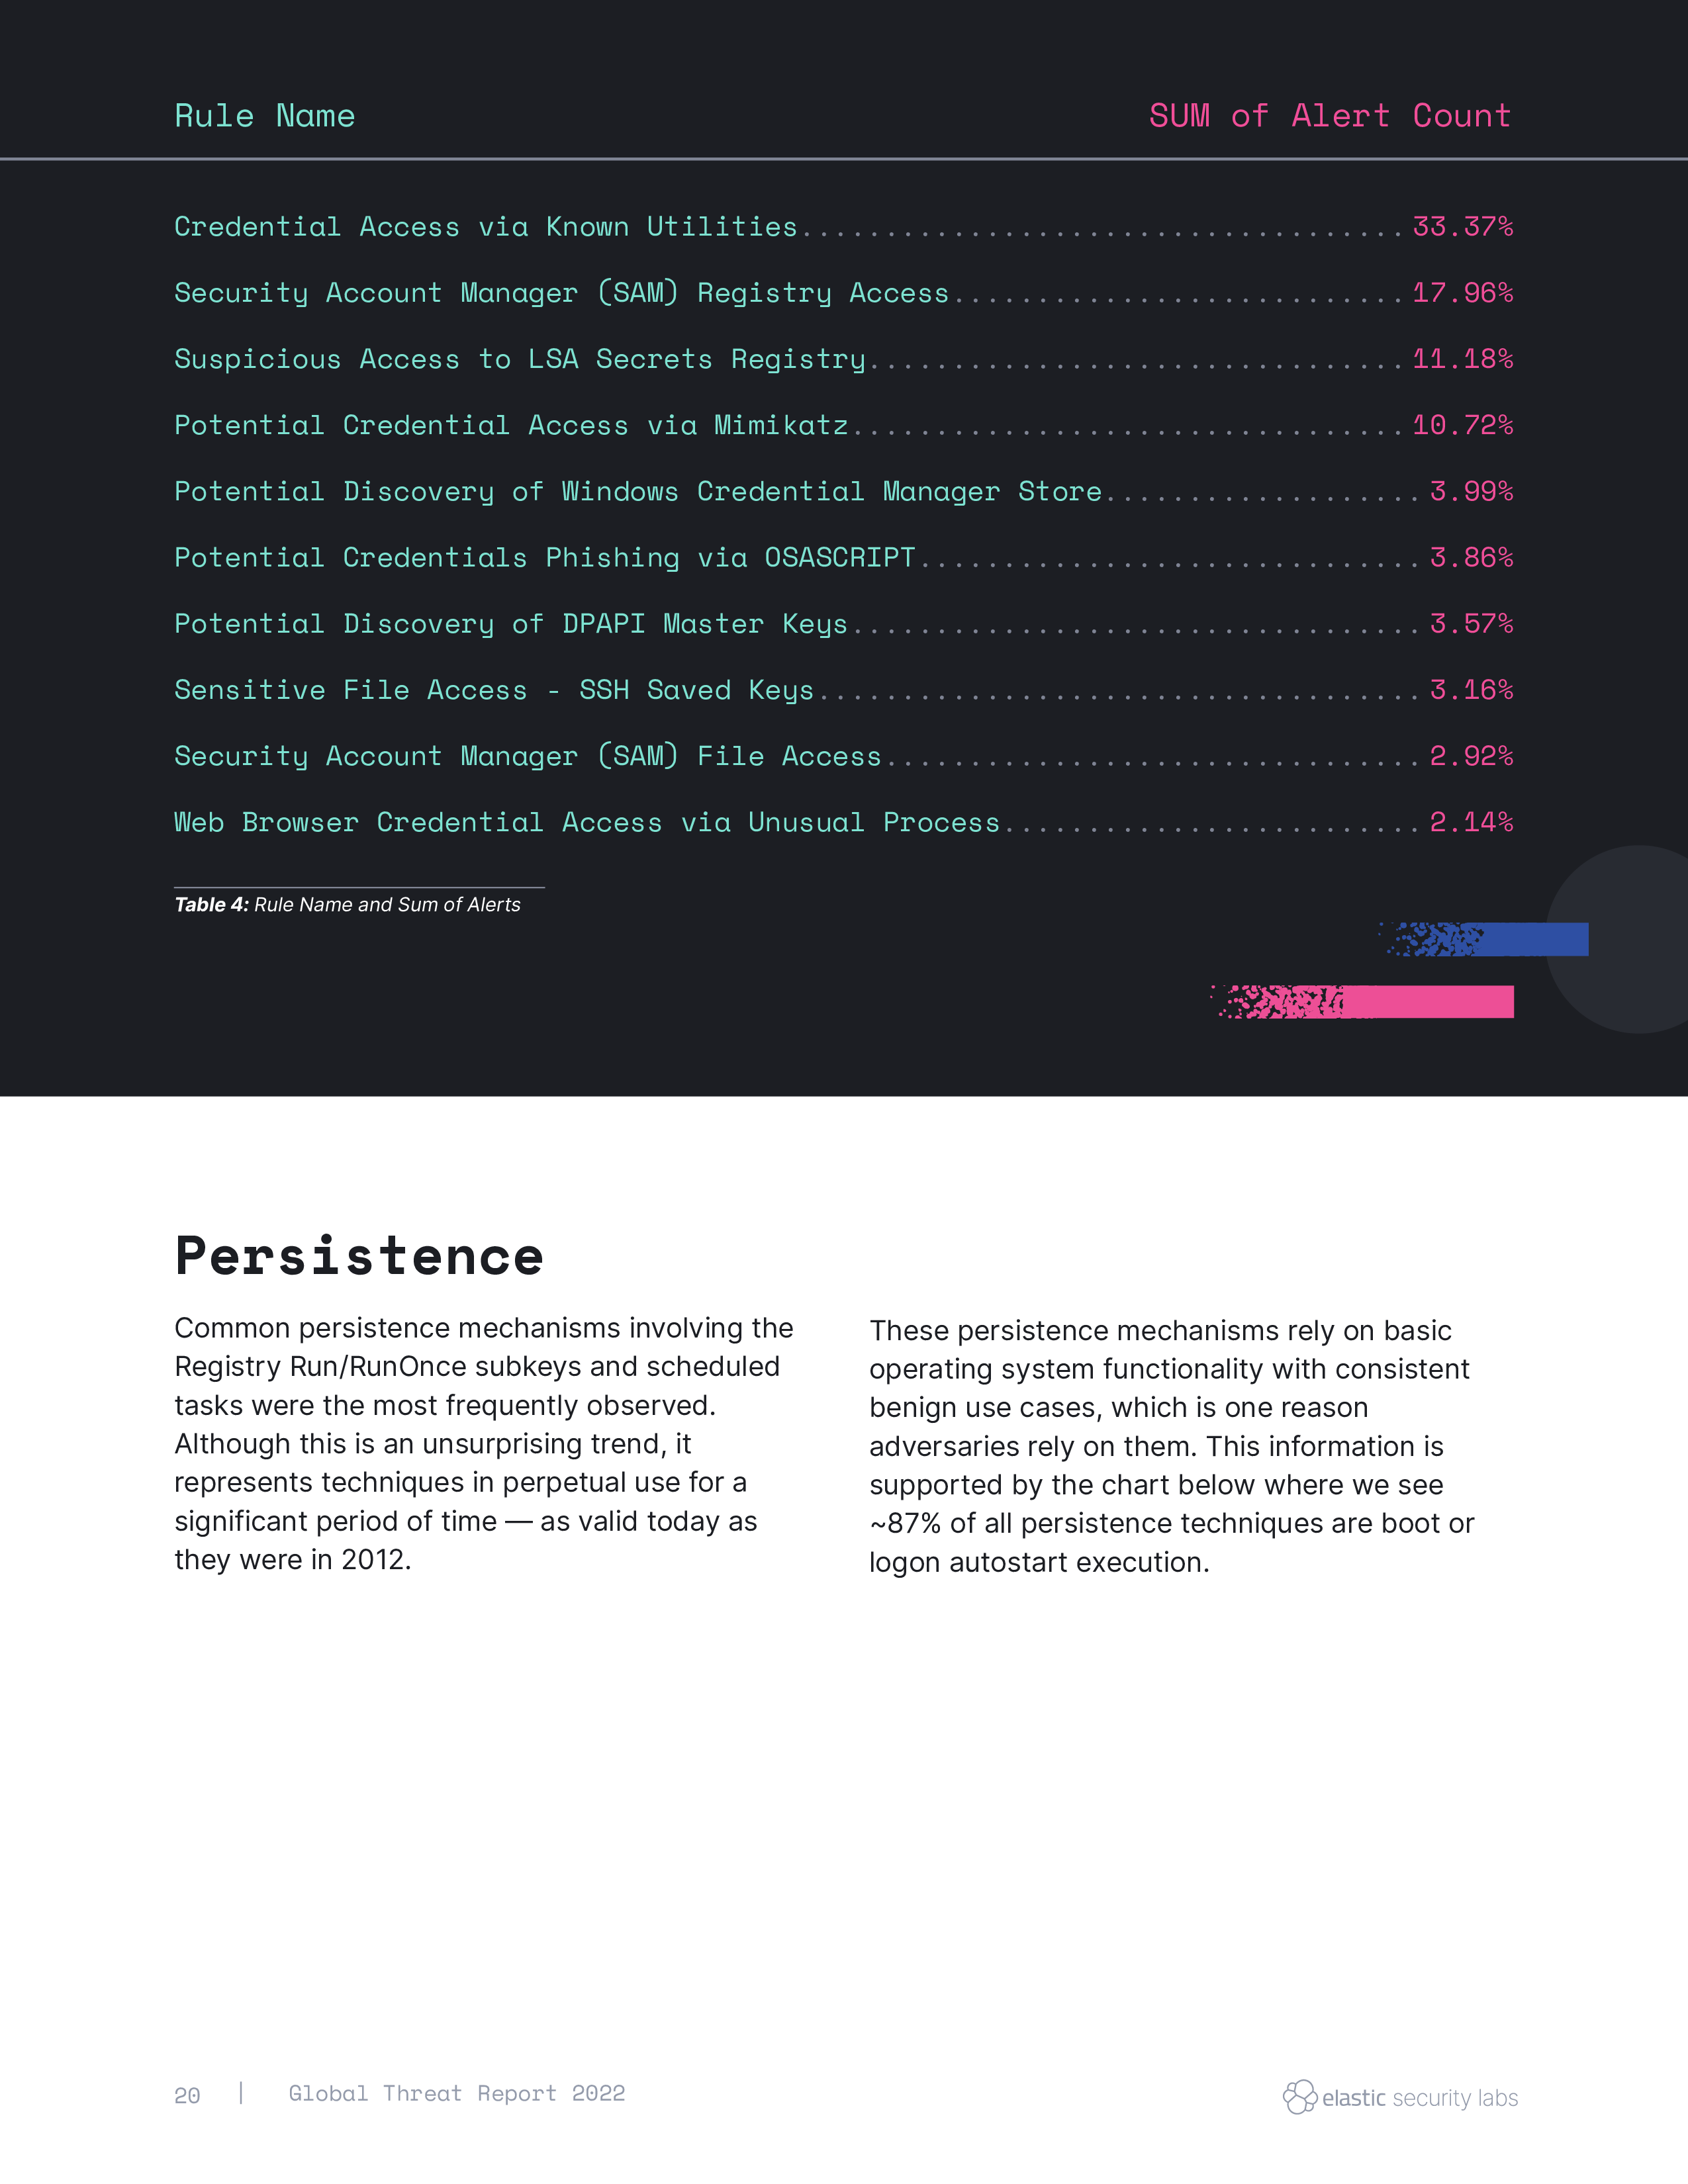 Rule Name SUM of Alert Count
Credential Access via Known Utilities 33.37%
Security Account Manager (SAM) Registry Access 17.96%
Suspicious Access to LSA Secrets Registry 11.18%
Potential Credential Access via Mimikatz 10.72%
Potential Discovery of Windows Credential Manager Store 3.99%
Potential Credentials Phishing via OSASCRIPT 3.86%
Potential Discovery of DPAPI Master Keys 3.57%
Sensitive File Access - SSH Saved Keys 3.16%
Security Account Manager (SAM) File Access 2.92%
Web Browser Credential Access via Unusual Process 2.14%
Table 4: Rule Name and Sum of Alerts
Persistence
Common persistence mechanisms involving the
Registry Run/RunOnce subkeys and scheduled
tasks were the most frequently observed.
Although this is an unsurprising trend, it
represents techniques in perpetual use for a
significant period of time — as valid today as
they were in 2012.
These persistence mechanisms rely on basic
operating system functionality with consistent
benign use cases, which is one reason
adversaries rely on them. This information is
supported by the chart below where we see
~87% of all persistence techniques are boot or
logon autostart execution.
20 | Global Threat Report 2022
elastic security labs